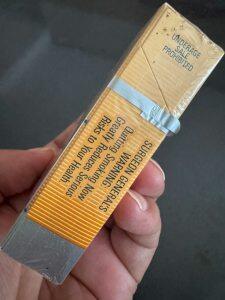 UNDERAGE
SALE
PROHIBITED
SURGEON GENERAL'S
WARNING:
Quitting Smoking Now
Greatly Reduces Serious
Risks to Your Health